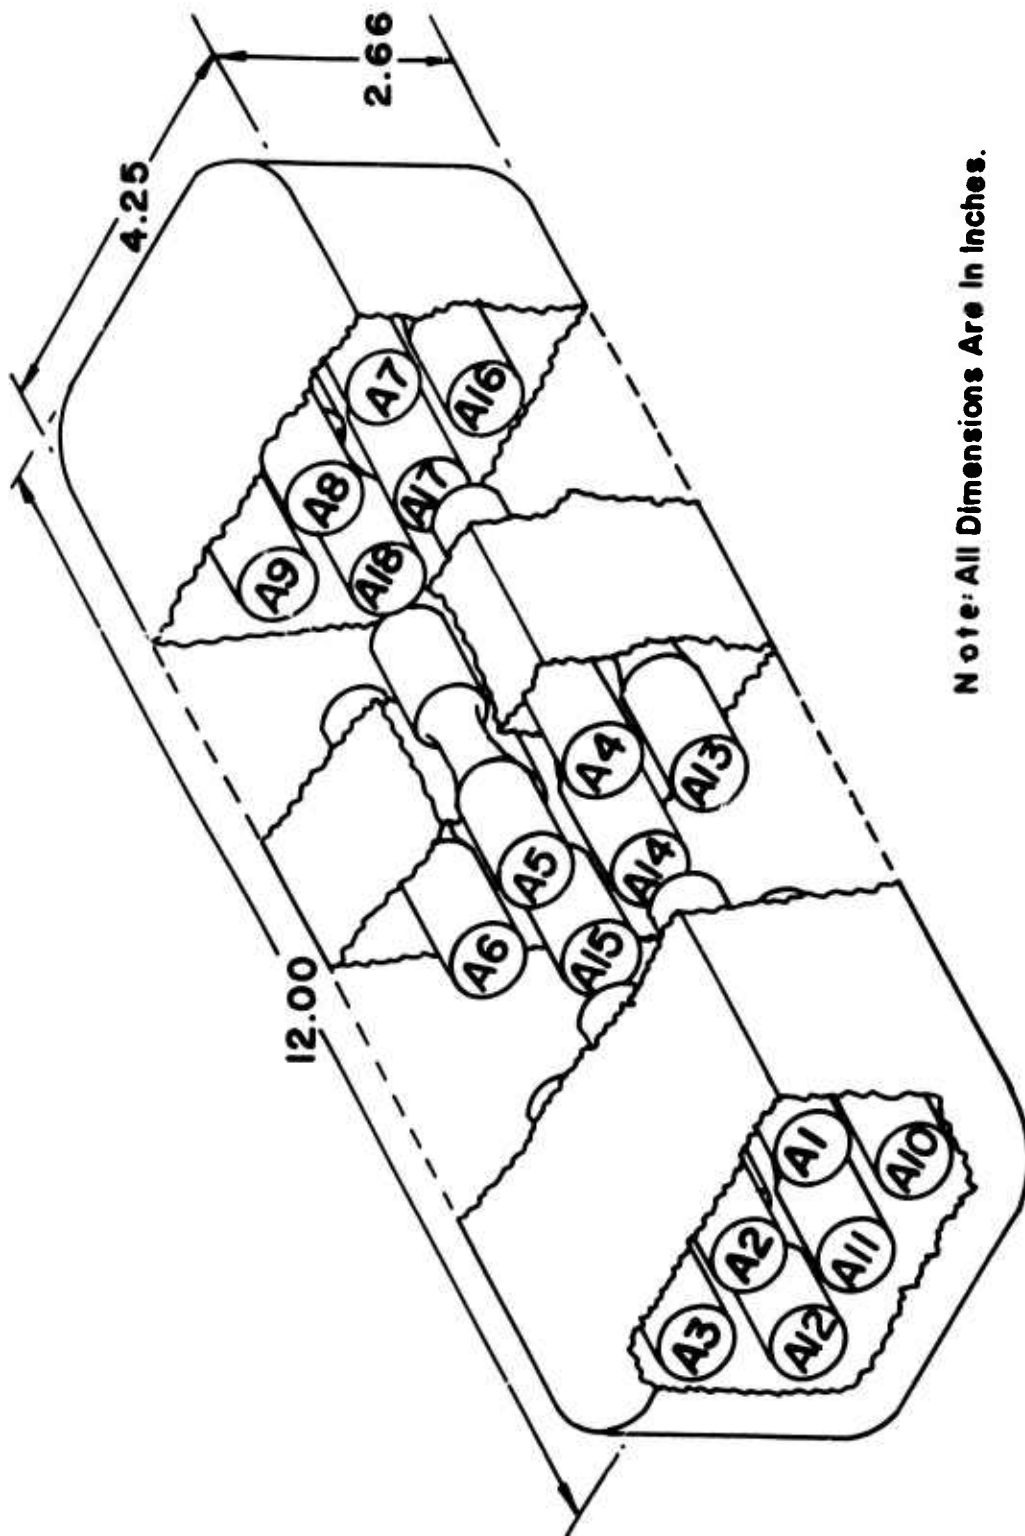 4.25
2.66
12.00
A7
A16
A8
A17
A9
A18
A4
A13
A5
A14
A6
A15
A1
A10
A2
A11
A3
A12
Note: All Dimensions Are In Inches.